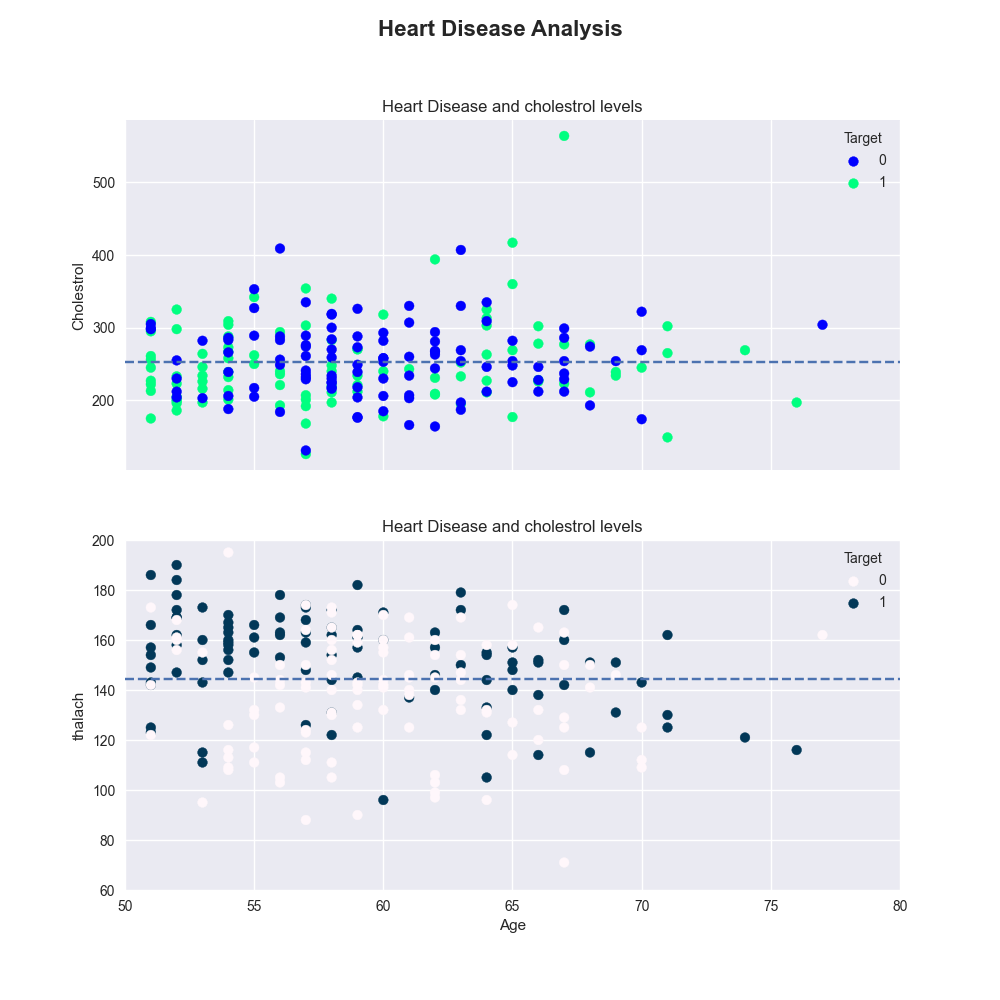 Heart Disease Analysis
Heart Disease and cholestrol levels
Target
0
1
Cholestrol
500
400
300
200
Heart Disease and cholestrol levels
Target
0
1
thalach
200
180
160
140
120
100
80
60
50 55 60 65 70 75 80
Age